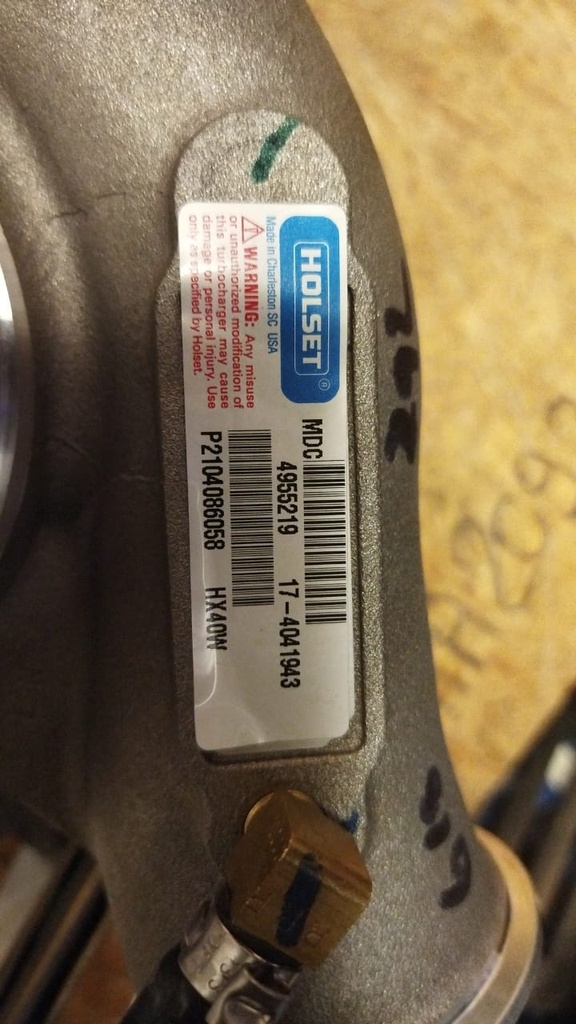 HOLSET
®
Made in Charleston SC USA
WARNING: Any misuse
or unauthorized modification of
this turbocharger may cause
damage or personal injury. Use
only as specified by Holset.
MDC
4955219 17-4041943
P2104086058 HX40W